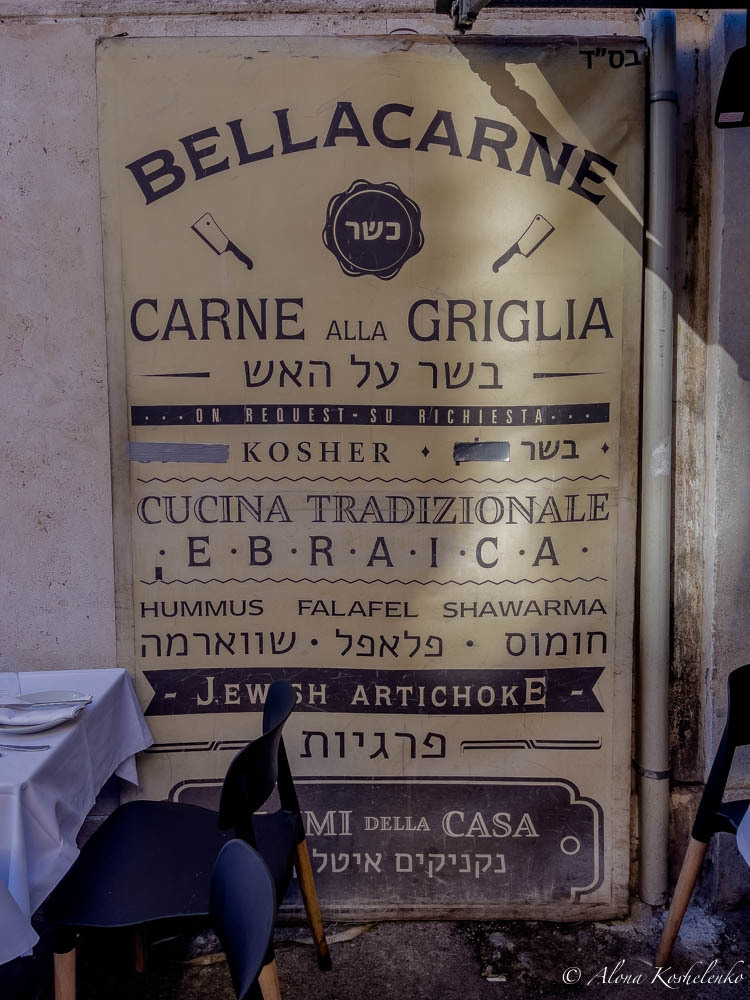 בס"ד
BELLACARNE
כשר
CARNE ALLA GRIGLIA
בשר על האש
...ON REQUEST-SU RICHIESTA...
KOSHER ♦ בשר ♦
CUCINA TRADIZIONALE
·E·B·R·A·I·C·A·
HUMMUS FALAFEL SHAWARMA
חומוס · פלאפל · שווארמה
- JEWISH ARTICHOKE -
פרגיות
DELLA CASA
נקניקים
© Alona Koshelenko